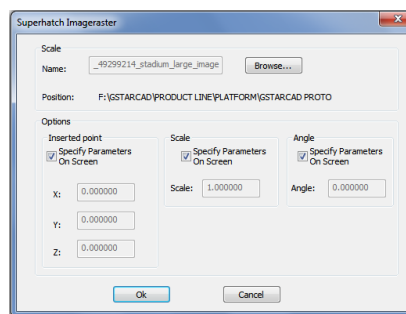 Superhatch Imageraster
Scale
Name: _49299214_stadium_large_image Browse...
Position: F:\GSTARCAD\PRODUCT LINE\PLATFORM\GSTARCAD PROTO
Options
Inserted point
Specify Parameters
On Screen
X: 0.000000
Y: 0.000000
Z: 0.000000
Scale
Specify Parameters
On Screen
Scale: 1.000000
Angle
Specify Parameters
On Screen
Angle: 0.000000
Ok Cancel